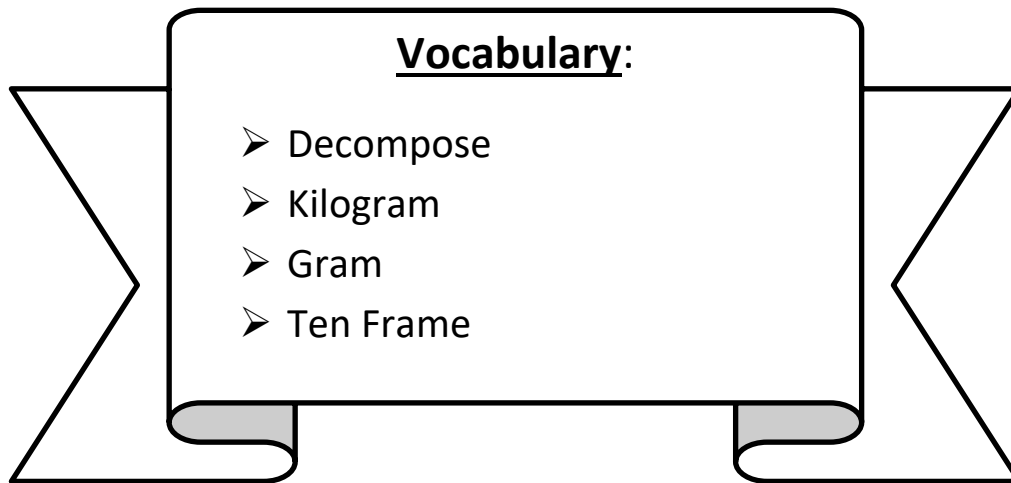 Vocabulary:
➢ Decompose
➢ Kilogram
➢ Gram
➢ Ten Frame